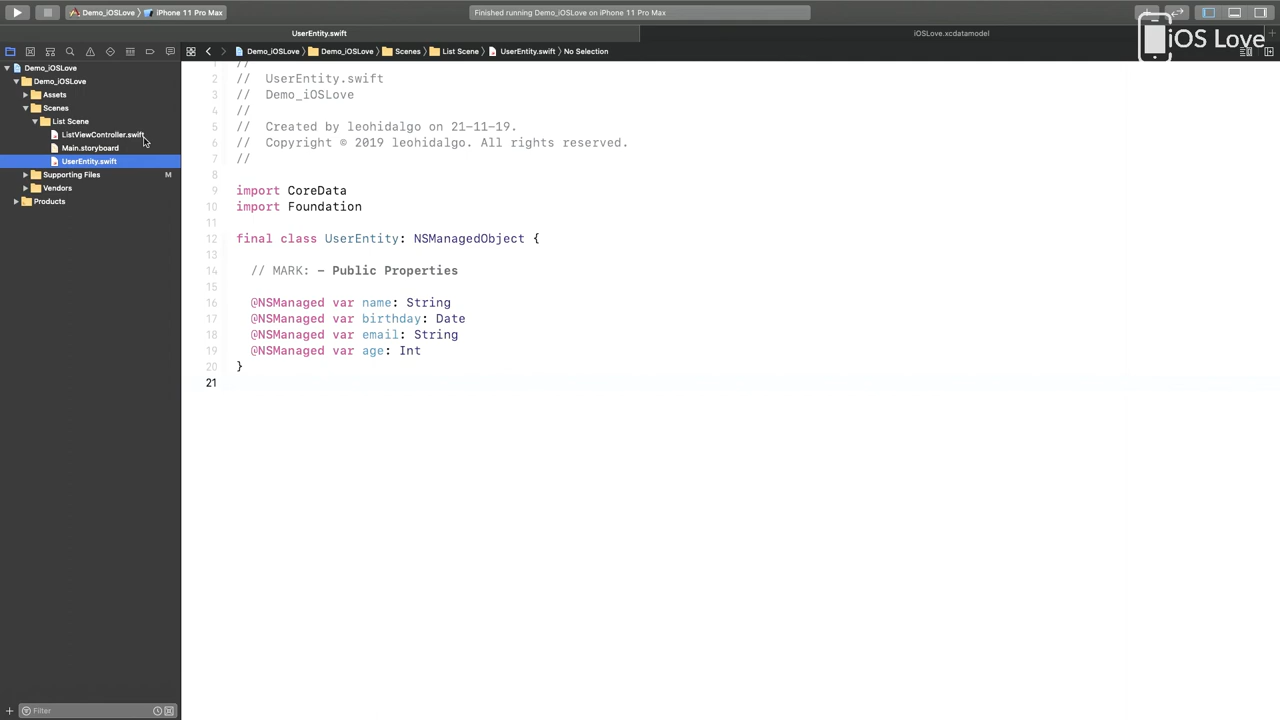 Demo_iOSLove
iPhone 11 Pro Max
Finished running Demo_iOSLove on iPhone 11 Pro Max
iOS Love
UserEntity.swift
iOSLove.xcdatamodel
Demo_iOSLove
Demo_iOSLove
Scenes
List Scene
UserEntity.swift
No Selection
Demo_iOSLove
Demo_iOSLove
Assets
Scenes
List Scene
ListViewController.swift
Main.storyboard
UserEntity.swift
Supporting Files M
Vendors
Products
1 //
2 // UserEntity.swift
3 // Demo_iOSLove
4 //
5 // Created by leohidalgo on 21-11-19.
6 // Copyright © 2019 leohidalgo. All rights reserved.
7 //
8
9 import CoreData
10 import Foundation
11
12 final class UserEntity: NSManagedObject {
13
14 // MARK: - Public Properties
15
16 @NSManaged var name: String
17 @NSManaged var birthday: Date
18 @NSManaged var email: String
19 @NSManaged var age: Int
20 }
21
Filter